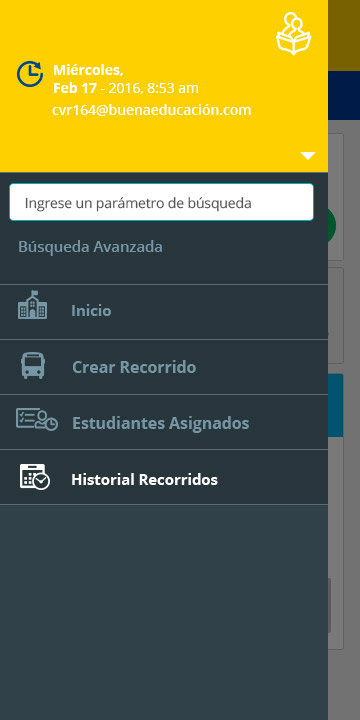 Miércoles,
Feb 17 - 2016, 8:53 am
cvr164@buenaeducación.com
Ingrese un parámetro de búsqueda
Búsqueda Avanzada
Inicio
Crear Recorrido
Estudiantes Asignados
Historial Recorridos